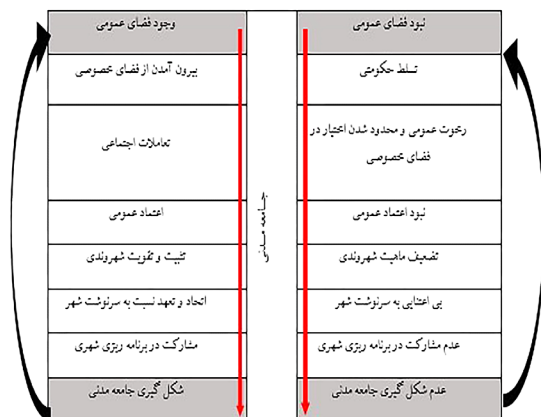 نبود فضای عمومی
تسلط حکومتی
رخوت عمومی و محدود شدن اختیار در
فضای خصوصی
نبود اعتماد عمومی
تضعیف ماهیت شهروندی
بی اعتنایی به سرنوشت شهر
عدم مشارکت در برنامه ریزی شهری
عدم شکل گیری جامعه مدنی
جامعه مدنی
وجود فضای عمومی
بیرون آمدن از فضای خصوصی
تعاملات اجتماعی
اعتماد عمومی
تثبیت و تقویت شهروندی
اتحاد و تعهد نسبت به سرنوشت شهر
مشارکت در برنامه ریزی شهری
شکل گیری جامعه مدنی